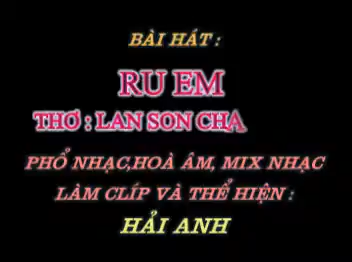 BÀI HÁT :
RU EM
THƠ : LAN SON CHA
PHỔ NHẠC,HOÀ ÂM, MIX NHẠC
LÀM CLÍP VÀ THỂ HIỆN :
HẢI ANH